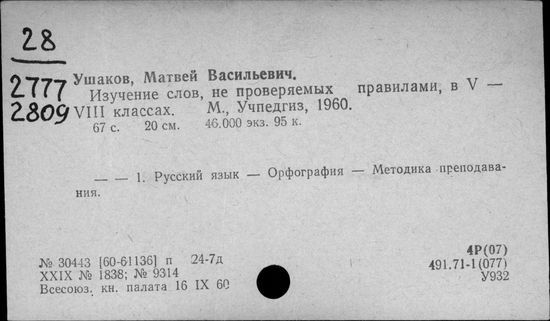 28
2777
2809
Ушаков, Матвей Васильевич.
Изучение слов, не проверяемых правилами, в V —
VIII классах. М., Учпедгиз, 1960.
67 с. 20 см. 46.000 экз. 95 к.
— — 1. Русский язык — Орфография — Методика преподава-
ния.
№ 30443 [60-61136] п 24-7д
XXIX № 1838; № 9314
Всесоюз. кн. палата 16 IX 60
4Р(07)
491.71-1(077)
У932